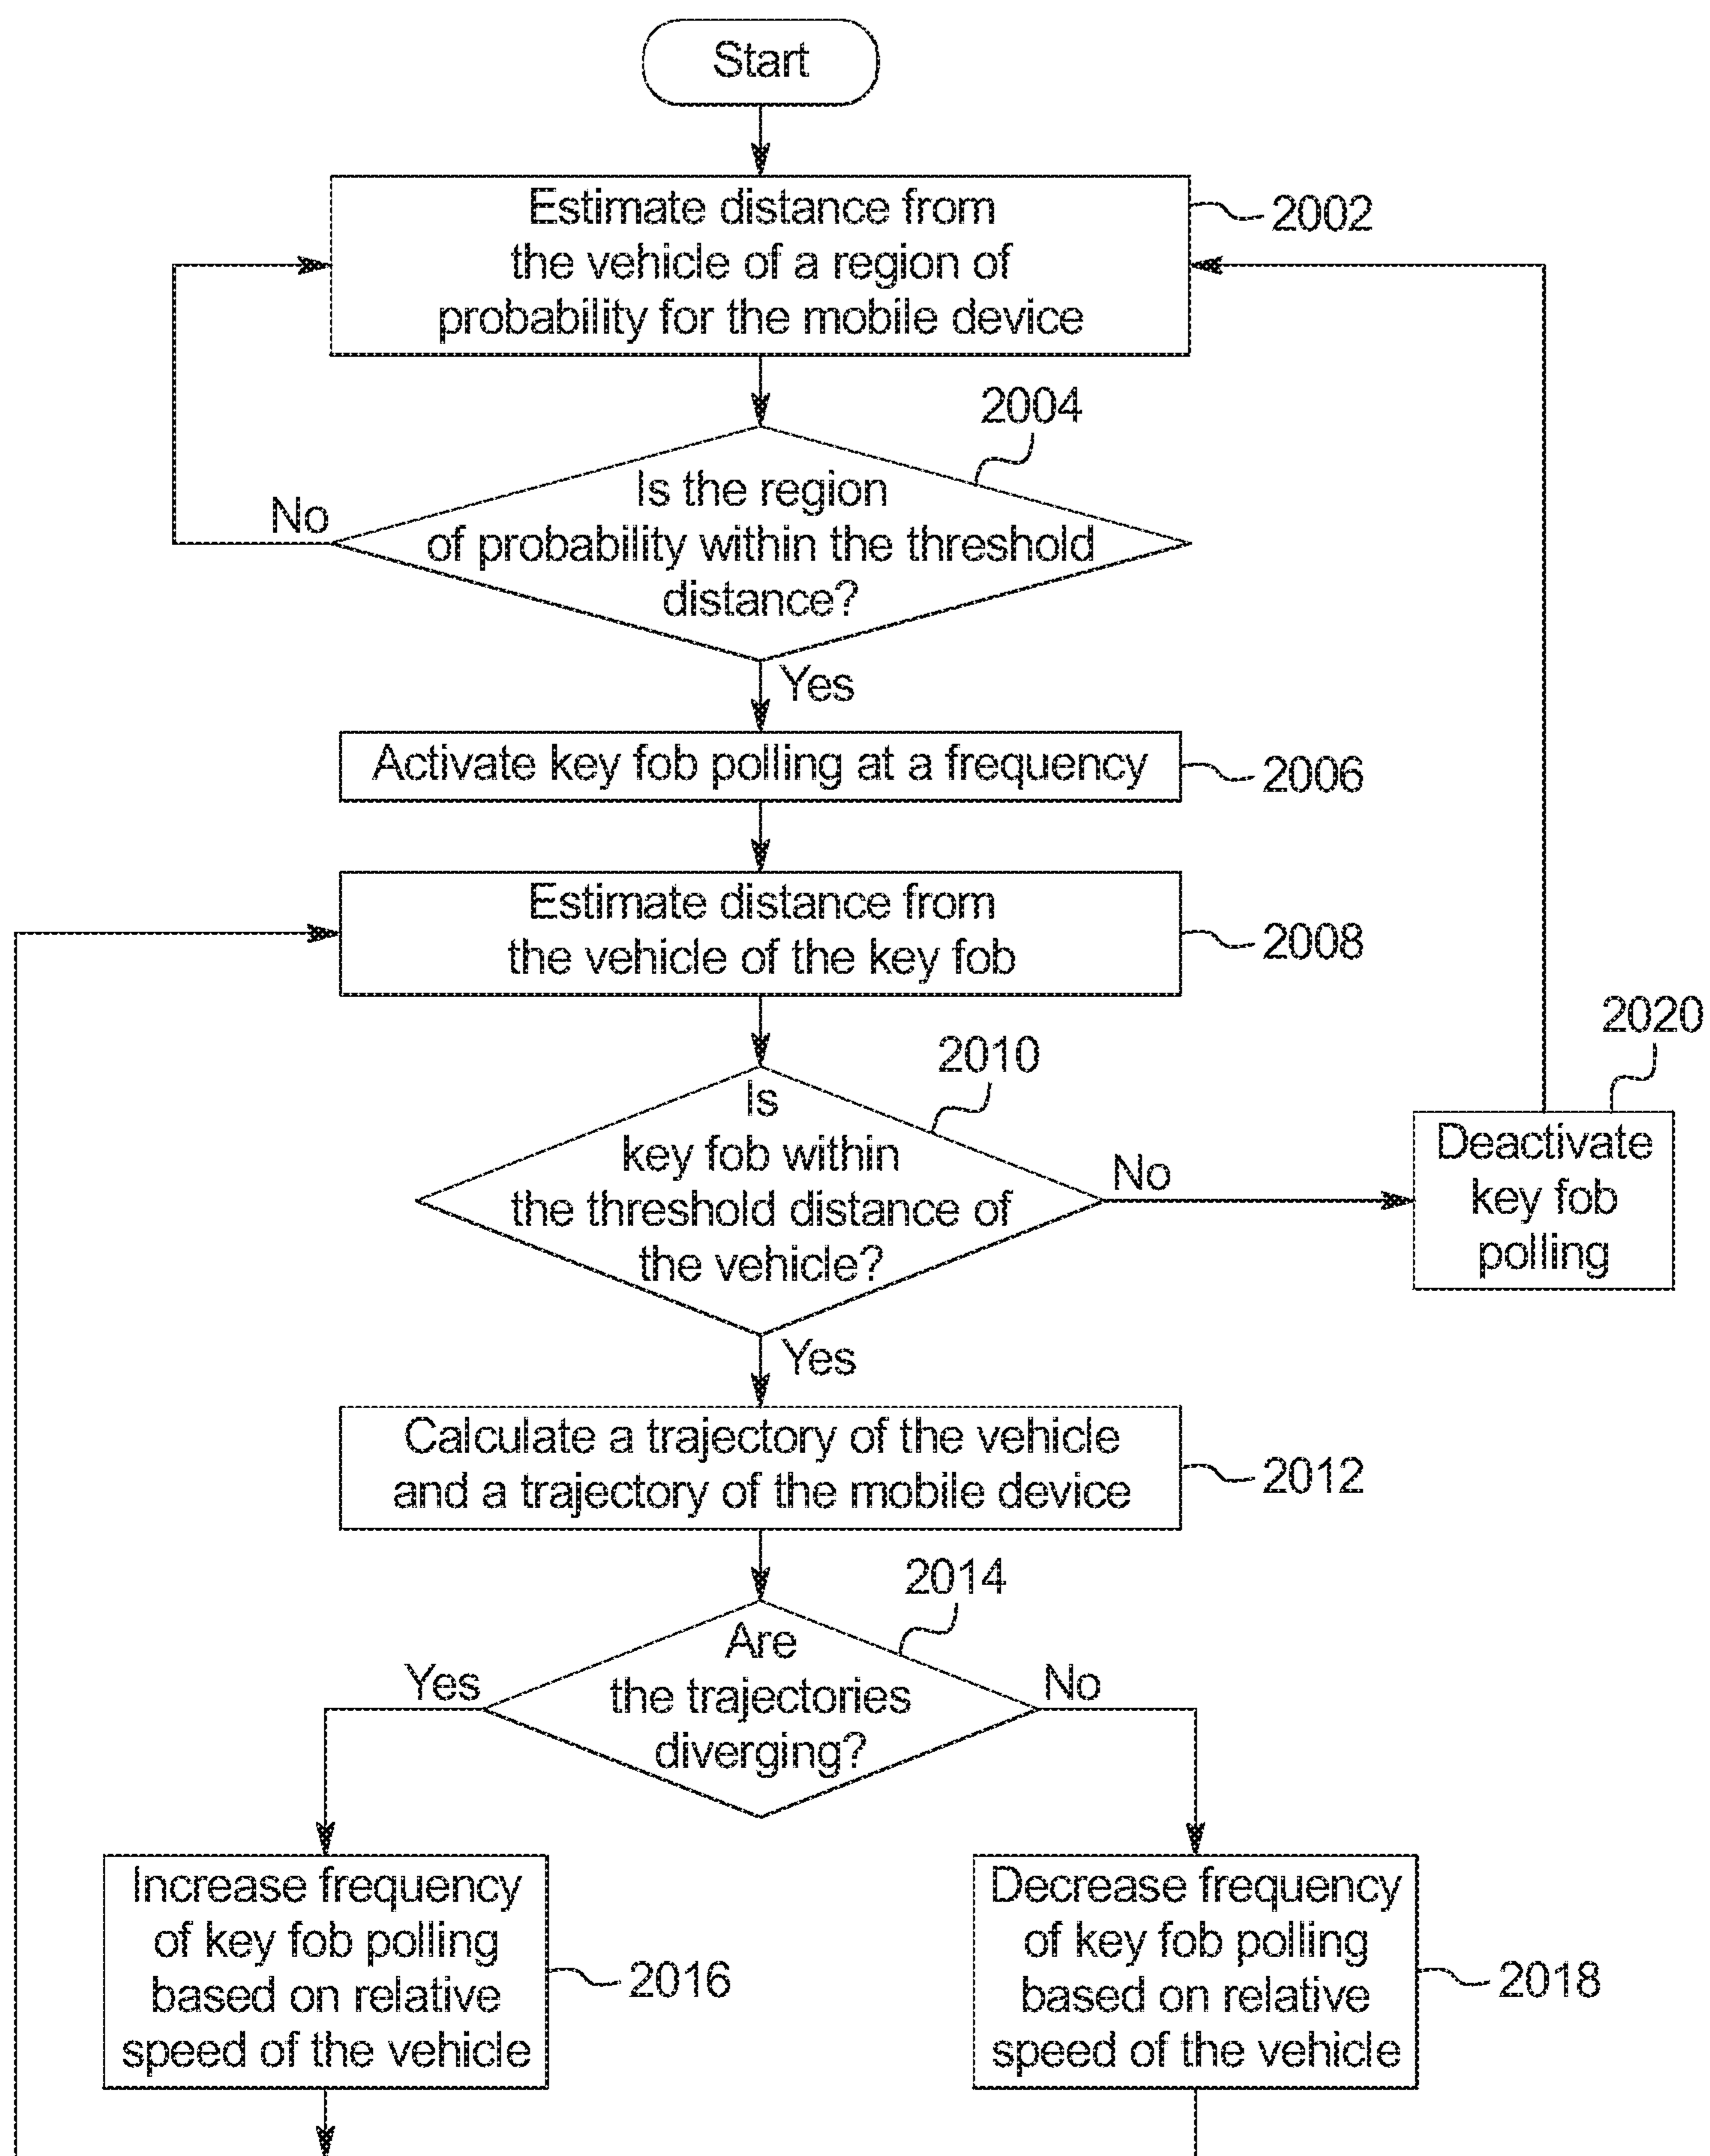 Start
Estimate distance from
the vehicle of a region of
probability for the mobile device
2002
2004
Is the region
of probability within the threshold
distance?
No
Yes
Activate key fob polling at a frequency
2006
Estimate distance from
the vehicle of the key fob
2008
2010
Is
key fob within
the threshold distance of
the vehicle?
No
2020
Deactivate
key fob
polling
Yes
Calculate a trajectory of the vehicle
and a trajectory of the mobile device
2012
2014
Are
the trajectories
diverging?
Yes
No
Increase frequency
of key fob polling
based on relative
speed of the vehicle
2016
Decrease frequency
of key fob polling
based on relative
speed of the vehicle
2018